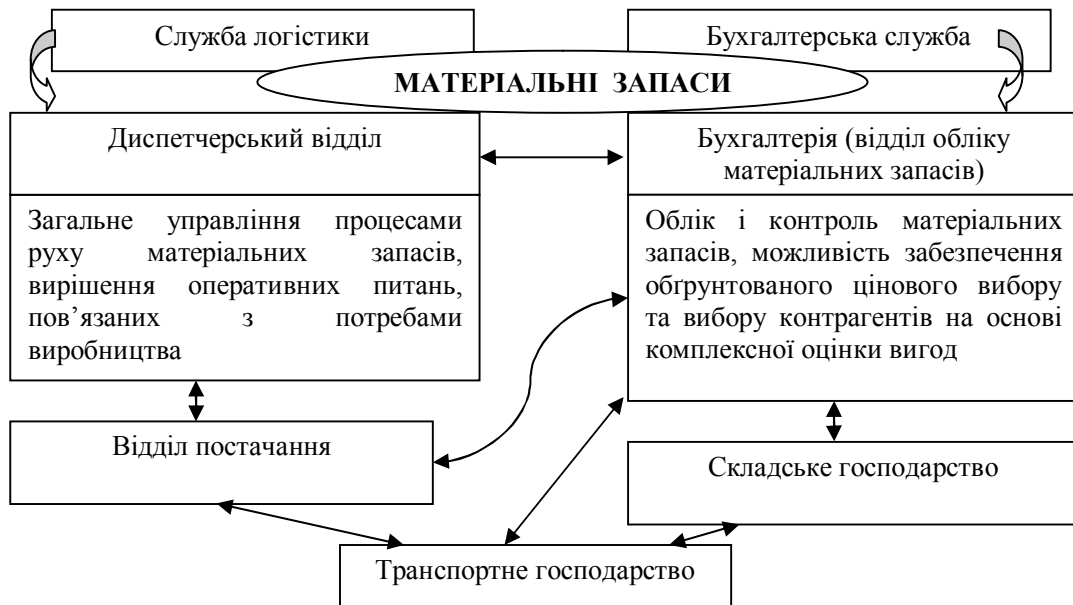 Служба логістики
Бухгалтерська служба
МАТЕРІАЛЬНІ ЗАПАСИ
Диспетчерський відділ
Загальне управління процесами
руху матеріальних запасів,
вирішення оперативних питань,
пов’язаних з потребами
виробництва
Бухгалтерія (відділ обліку
матеріальних запасів)
Облік і контроль матеріальних
запасів, можливість забезпечення
обґрунтованого цінового вибору
та вибору контрагентів на основі
комплексної оцінки вигод
Відділ постачання
Складське господарство
Транспортне господарство